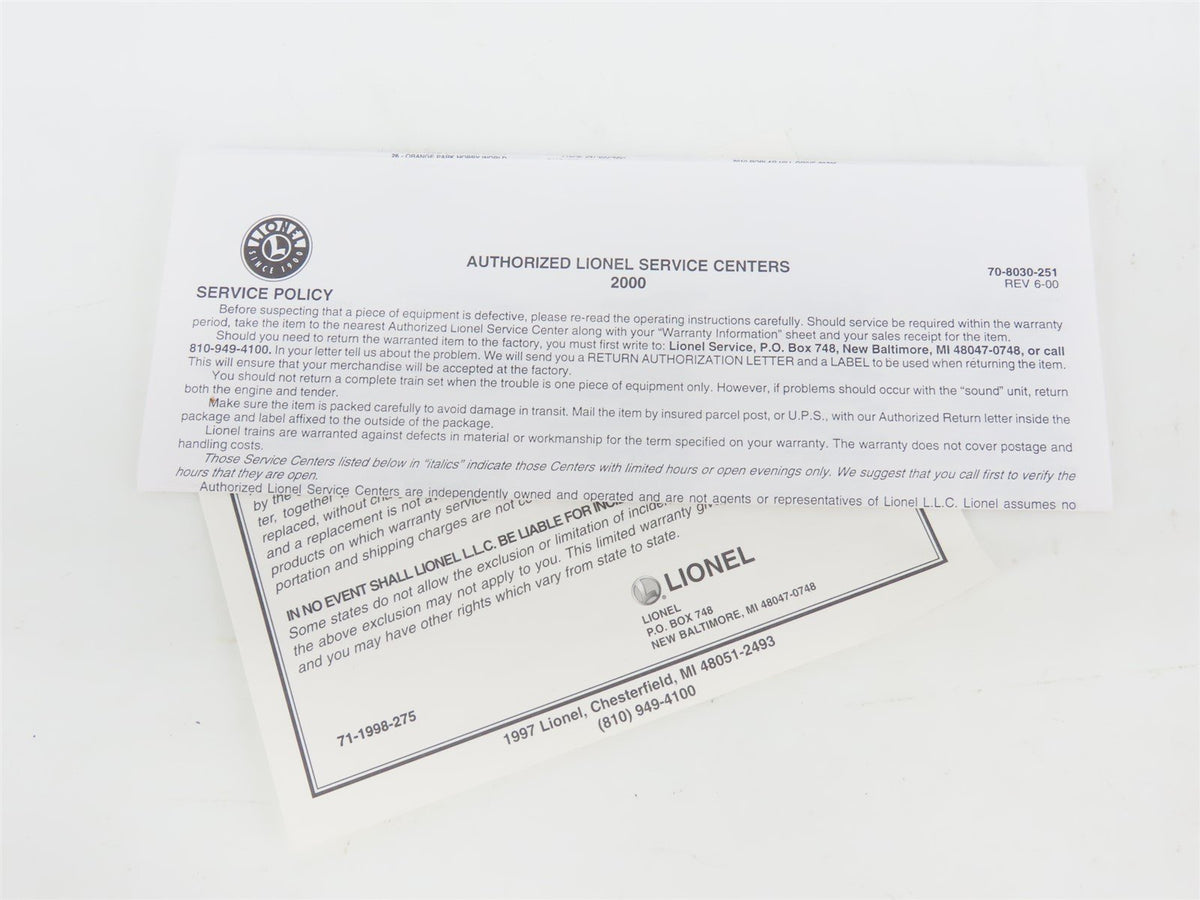 26 - ORANGE PARK HOBBY WORLD
LIONEL
SINCE 1900
L
AUTHORIZED LIONEL SERVICE CENTERS
2000
70-8030-251
REV 6-00
SERVICE POLICY
Before suspecting that a piece of equipment is defective, please re-read the operating instructions carefully. Should service be required within the warranty
period, take the item to the nearest Authorized Lionel Service Center along with your "Warranty Information" sheet and your sales receipt for the item.
Should you need to return the warranted item to the factory, you must first write to: Lionel Service, P.O. Box 748, New Baltimore, MI 48047-0748, or call
810-949-4100. In your letter tell us about the problem. We will send you a RETURN AUTHORIZATION LETTER and a LABEL to be used when returning the item.
This will ensure that your merchandise will be accepted at the factory.
You should not return a complete train set when the trouble is one piece of equipment only. However, if problems should occur with the "sound" unit, return
both the engine and tender.
Make sure the item is packed carefully to avoid damage in transit. Mail the item by insured parcel post, or U.P.S., with our Authorized Return letter inside the
package and label affixed to the outside of the package.
Lionel trains are warranted against defects in material or workmanship for the term specified on your warranty. The warranty does not cover postage and
handling costs.
Those Service Centers listed below in "italics" indicate those Centers with limited hours or open evenings only. We suggest that you call first to verify the
hours that they are open.
Authorized Lionel Service Centers are independently owned and operated and are not agents or representatives of Lionel L.L.C. Lionel assumes no
by the
ter, together
replaced, without
and a replacement is not
products on which warranty
portation and shipping charges are not
IN NO EVENT SHALL LIONEL L.L.C. BE LIABLE FOR
Some states do not allow the exclusion or limitation of
the above exclusion may not apply to you. This limited warranty
and you may have other rights which vary from state to state.
LIONEL
LIONEL
P.O. BOX 748
NEW BALTIMORE, MI 48047-0748
71-1998-275
1997 Lionel, Chesterfield, MI 48051-2493
(810) 949-4100